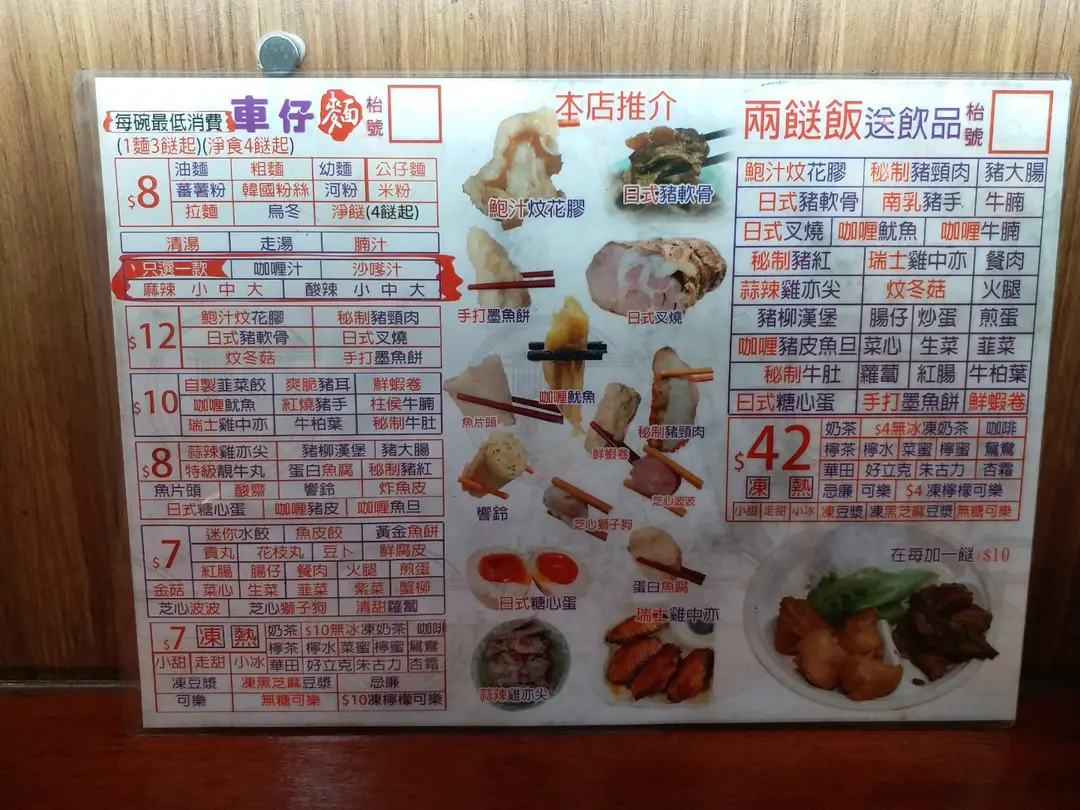 每碗最低消費 車仔麵 枱號
(1麵3餸起)(淨食4餸起)
$8
油麵 粗麵 幼麵 公仔麵
蕃薯粉 韓國粉絲 河粉 米粉
拉麵 烏冬 淨餸(4餸起)
清湯 走湯 腩汁
只選一款 咖喱汁 沙嗲汁
麻辣 小 中 大 酸辣 小 中 大
$12
鮑汁炆花膠 秘制豬頸肉
日式豬軟骨 日式叉燒
炆冬菇 手打墨魚餅
$10
自製韮菜餃 爽脆豬耳 鮮蝦卷
咖喱魷魚 紅燒豬手 柱侯牛腩
瑞士雞中亦 牛柏葉 秘制牛肚
$8
蒜辣雞亦尖 豬柳漢堡 豬大腸
特級靚牛丸 蛋白魚腐 秘制豬紅
魚片頭 酸齋 響鈴 炸魚皮
日式糖心蛋 咖喱豬皮 咖喱魚旦
$7
迷你水餃 魚皮餃 黃金魚餅
貢丸 花枝丸 豆卜 鮮腐皮
紅腸 腸仔 餐肉 火腿 煎蛋
金菇 菜心 生菜 韮菜 紫菜 蟹柳
芝心波波 芝心獅子狗 清甜蘿蔔
$7 凍 熱 奶茶 $10無冰凍奶茶 咖啡
檸茶 檸水 菜蜜 檸蜜 鴛鴦
小甜 走甜 小冰 華田 好立克 朱古力 杏霜
凍豆漿 凍黑芝麻豆漿 忌廉
可樂 無糖可樂 $10凍檸檬可樂
本店推介
鮑汁炆花膠
日式豬軟骨
手打墨魚餅
日式叉燒
咖喱魷魚
魚片頭
鮮蝦卷
秘制豬頸肉
響鈴
芝心波波
芝心獅子狗
日式糖心蛋
蛋白魚腐
瑞士雞中亦
蒜辣雞亦尖
兩餸飯 送飲品 枱號
鮑汁炆花膠 秘制豬頸肉 豬大腸
日式豬軟骨 南乳豬手 牛腩
日式叉燒 咖喱魷魚 咖喱牛腩
秘制豬紅 瑞士雞中亦 餐肉
蒜辣雞亦尖 炆冬菇 火腿
豬柳漢堡 腸仔 炒蛋 煎蛋
咖喱豬皮魚旦 菜心 生菜 韮菜
秘制牛肚 蘿蔔 紅腸 牛柏葉
日式糖心蛋 手打墨魚餅 鮮蝦卷
$42
奶茶 $4無冰凍奶茶 咖啡
檸茶 檸水 菜蜜 檸蜜 鴛鴦
華田 好立克 朱古力 杏霜
凍 熱 忌廉 可樂 $4 凍檸檬可樂
小甜 走甜 小冰 凍豆漿 凍黑芝麻豆漿 無糖可樂
在每加一餸+$10